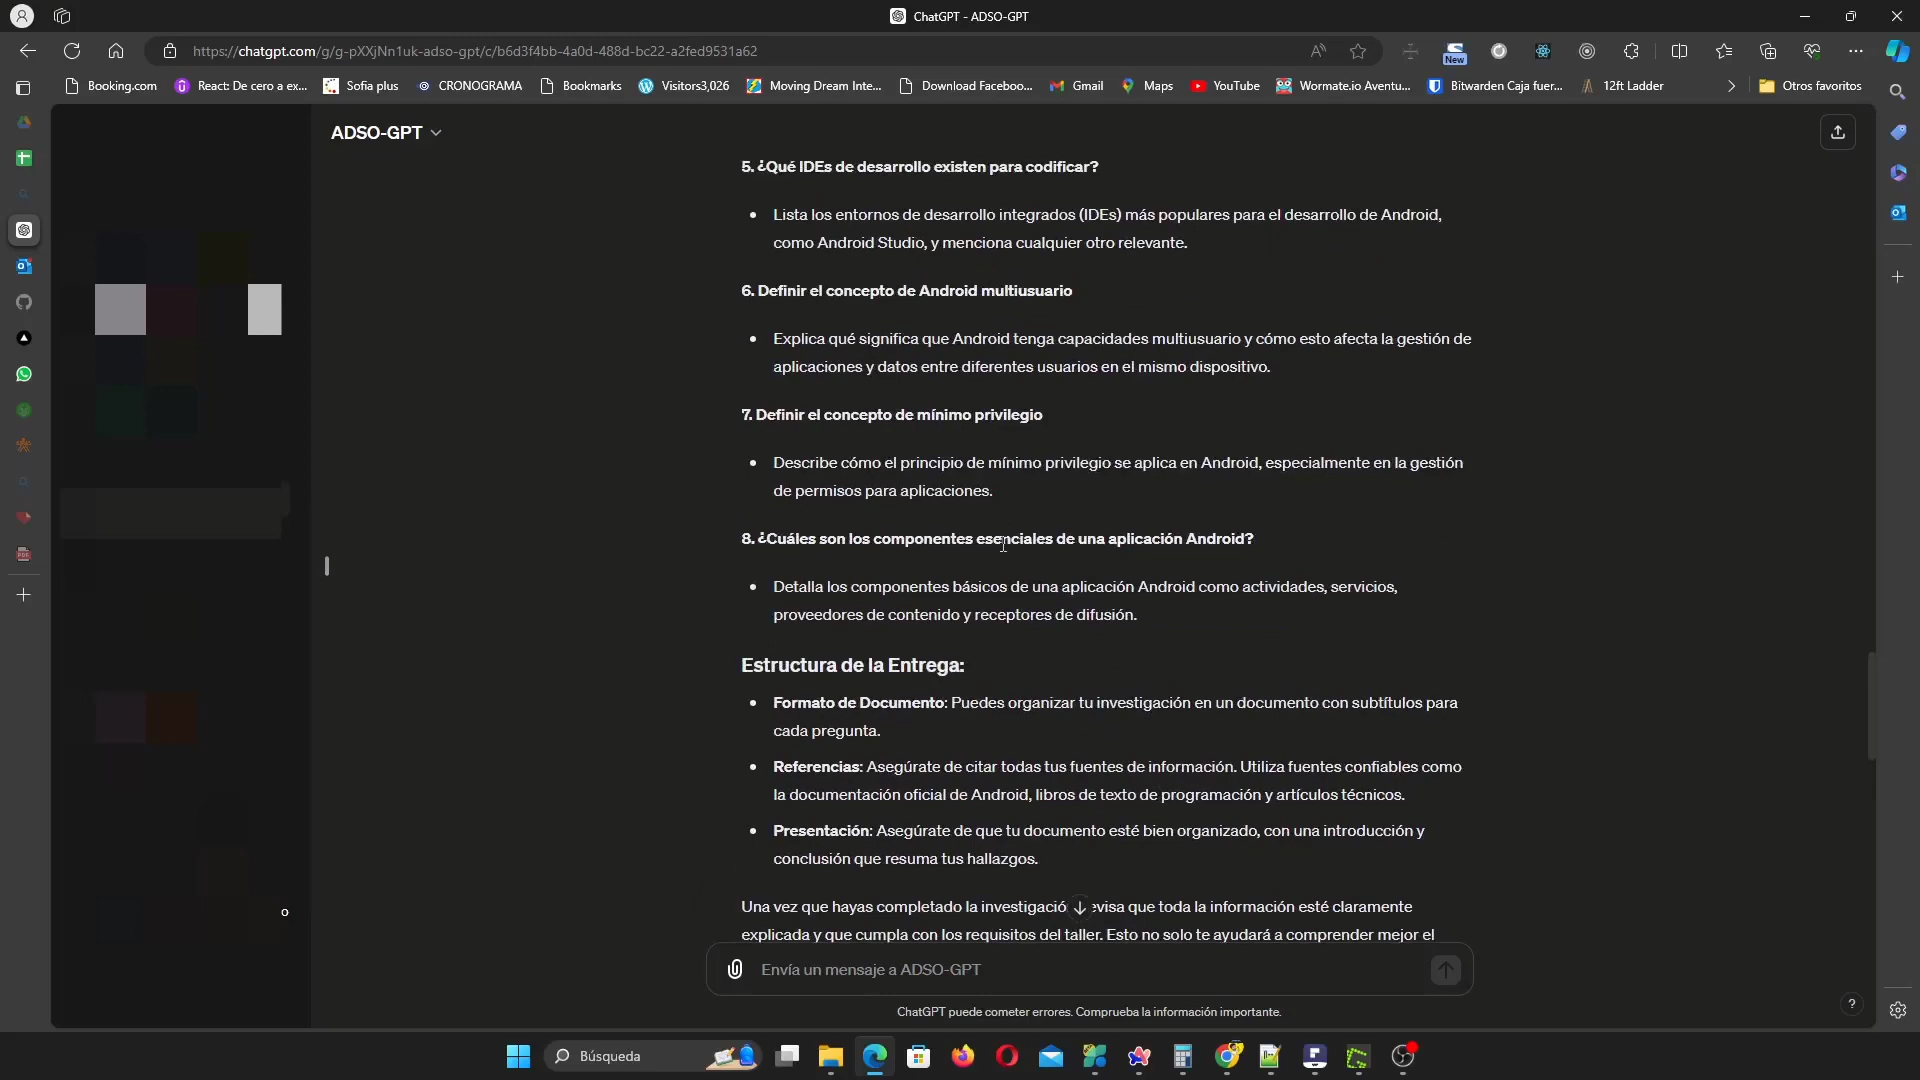 ChatGPT - ADSO-GPT
https://chatgpt.com/g/g-pXXjNn1uk-adso-gpt/c/b6d3f4bb-4a0d-488d-bc22-a2fed9531a62
New
Booking.com
React: De cero a ex...
Sofia plus
CRONOGRAMA
Bookmarks
Visitors3,026
Moving Dream Inte...
Download Faceboo...
Gmail
Maps
YouTube
Wormate.io Aventu...
Bitwarden Caja fuer...
12ft Ladder
Otros favoritos
ADSO-GPT
5. ¿Qué IDEs de desarrollo existen para codificar?
Lista los entornos de desarrollo integrados (IDEs) más populares para el desarrollo de Android,
como Android Studio, y menciona cualquier otro relevante.
6. Definir el concepto de Android multiusuario
Explica qué significa que Android tenga capacidades multiusuario y cómo esto afecta la gestión de
aplicaciones y datos entre diferentes usuarios en el mismo dispositivo.
7. Definir el concepto de mínimo privilegio
Describe cómo el principio de mínimo privilegio se aplica en Android, especialmente en la gestión
de permisos para aplicaciones.
8. ¿Cuáles son los componentes esenciales de una aplicación Android?
Detalla los componentes básicos de una aplicación Android como actividades, servicios,
proveedores de contenido y receptores de difusión.
Estructura de la Entrega:
Formato de Documento: Puedes organizar tu investigación en un documento con subtítulos para
cada pregunta.
Referencias: Asegúrate de citar todas tus fuentes de información. Utiliza fuentes confiables como
la documentación oficial de Android, libros de texto de programación y artículos técnicos.
Presentación: Asegúrate de que tu documento esté bien organizado, con una introducción y
conclusión que resuma tus hallazgos.
o
Una vez que hayas completado la que toda la información esté claramente
explicada y que cumpla con los requisitos del taller. Esto no solo te ayudará a comprender mejor el
Envía un mensaje a ADSO-GPT
ChatGPT puede cometer errores. Comprueba la información importante.
?
Búsqueda